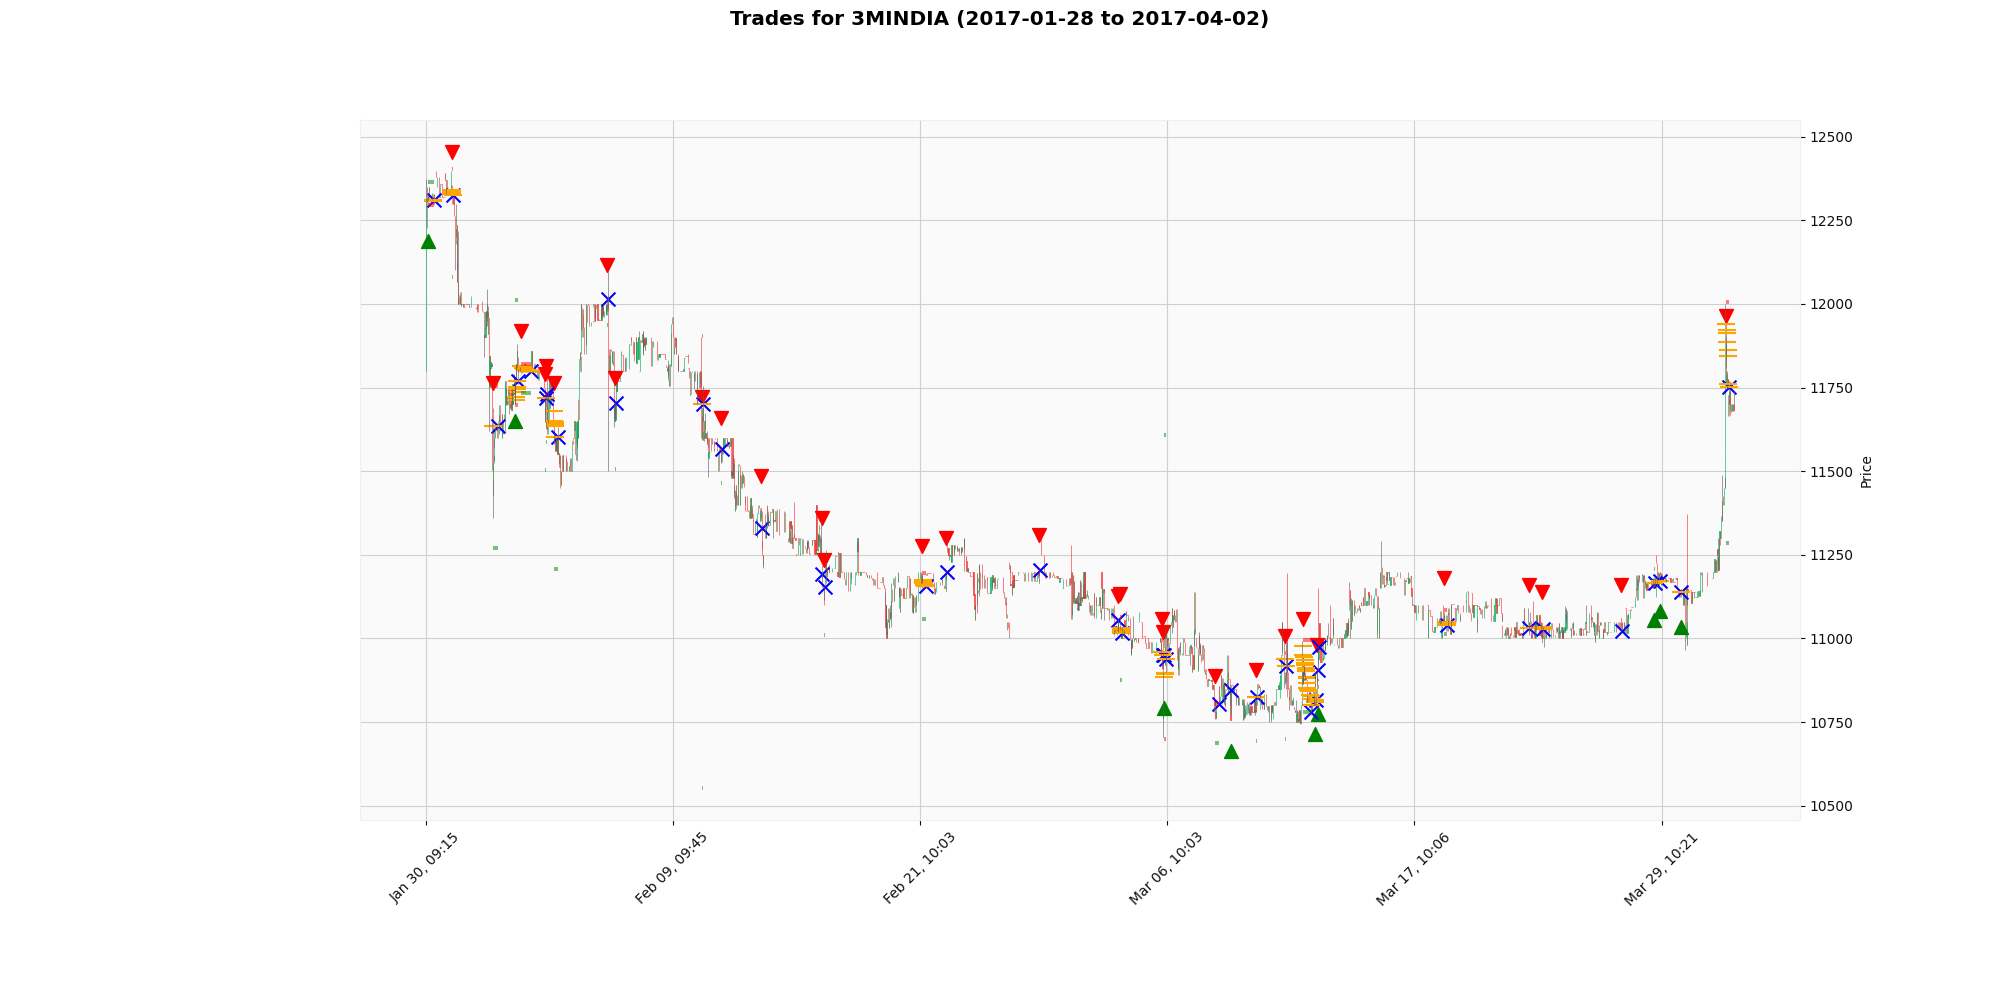 Trades for 3MINDIA (2017-01-28 to 2017-04-02)
12500
12250
12000
11750
11500
11250
11000
10750
10500
Price
Jan 30, 09:15
Feb 09, 09:45
Feb 21, 10:03
Mar 06, 10:03
Mar 17, 10:06
Mar 29, 10:21